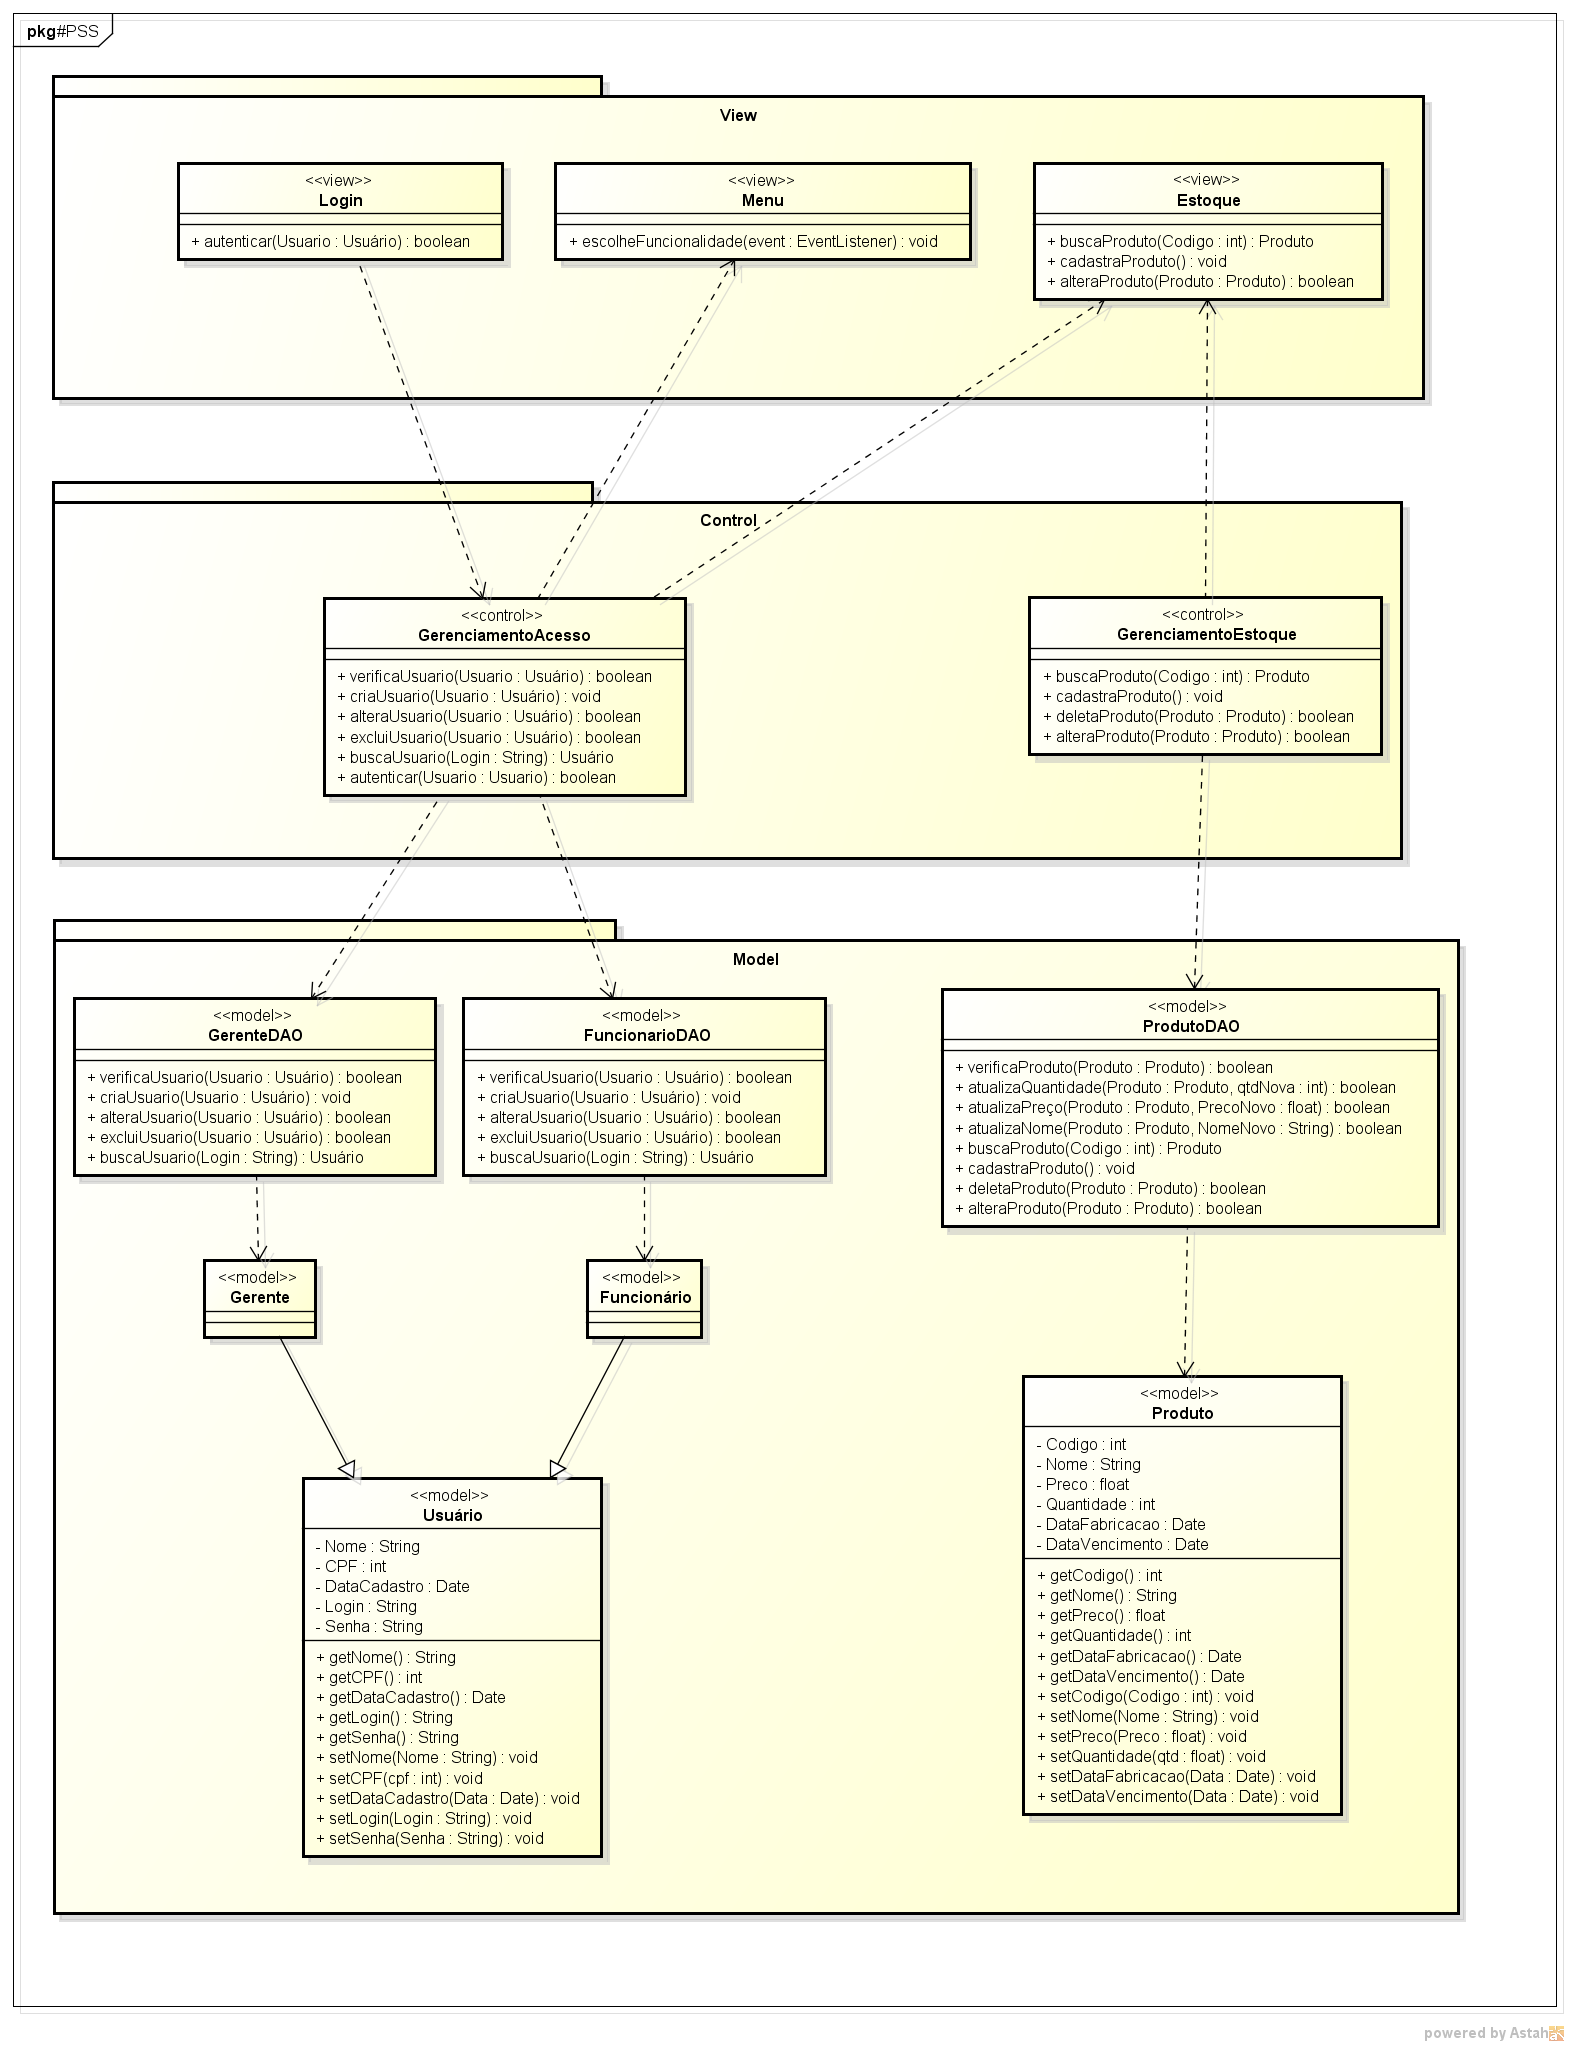 pkg#PSS
View
<<view>>
Login
+ autenticar(Usuario : Usuário) : boolean
<<view>>
Menu
+ escolheFuncionalidade(event : EventListener) : void
<<view>>
Estoque
+ buscaProduto(Codigo : int) : Produto
+ cadastraProduto() : void
+ alteraProduto(Produto : Produto) : boolean
Control
<<control>>
GerenciamentoAcesso
+ verificaUsuario(Usuario : Usuário) : boolean
+ criaUsuario(Usuario : Usuário) : void
+ alteraUsuario(Usuario : Usuário) : boolean
+ excluiUsuario(Usuario : Usuário) : boolean
+ buscaUsuario(Login : String) : Usuário
+ autenticar(Usuario : Usuario) : boolean
<<control>>
GerenciamentoEstoque
+ buscaProduto(Codigo : int) : Produto
+ cadastraProduto() : void
+ deletaProduto(Produto : Produto) : boolean
+ alteraProduto(Produto : Produto) : boolean
Model
<<model>>
GerenteDAO
+ verificaUsuario(Usuario : Usuário) : boolean
+ criaUsuario(Usuario : Usuário) : void
+ alteraUsuario(Usuario : Usuário) : boolean
+ excluiUsuario(Usuario : Usuário) : boolean
+ buscaUsuario(Login : String) : Usuário
<<model>>
FuncionarioDAO
+ verificaUsuario(Usuario : Usuário) : boolean
+ criaUsuario(Usuario : Usuário) : void
+ alteraUsuario(Usuario : Usuário) : boolean
+ excluiUsuario(Usuario : Usuário) : boolean
+ buscaUsuario(Login : String) : Usuário
<<model>>
ProdutoDAO
+ verificaProduto(Produto : Produto) : boolean
+ atualizaQuantidade(Produto : Produto, qtdNova : int) : boolean
+ atualizaPreço(Produto : Produto, PrecoNovo : float) : boolean
+ atualizaNome(Produto : Produto, NomeNovo : String) : boolean
+ buscaProduto(Codigo : int) : Produto
+ cadastraProduto() : void
+ deletaProduto(Produto : Produto) : boolean
+ alteraProduto(Produto : Produto) : boolean
<<model>>
Gerente
<<model>>
Funcionário
<<model>>
Usuário
- Nome : String
- CPF : int
- DataCadastro : Date
- Login : String
- Senha : String
+ getNome() : String
+ getCPF() : int
+ getDataCadastro() : Date
+ getLogin() : String
+ getSenha() : String
+ setNome(Nome : String) : void
+ setCPF(cpf : int) : void
+ setDataCadastro(Data : Date) : void
+ setLogin(Login : String) : void
+ setSenha(Senha : String) : void
<<model>>
Produto
- Codigo : int
- Nome : String
- Preco : float
- Quantidade : int
- DataFabricacao : Date
- DataVencimento : Date
+ getCodigo() : int
+ getNome() : String
+ getPreco() : float
+ getQuantidade() : int
+ getDataFabricacao() : Date
+ getDataVencimento() : Date
+ setCodigo(Codigo : int) : void
+ setNome(Nome : String) : void
+ setPreco(Preco : float) : void
+ setQuantidade(qtd : float) : void
+ setDataFabricacao(Data : Date) : void
+ setDataVencimento(Data : Date) : void
powered by Astah